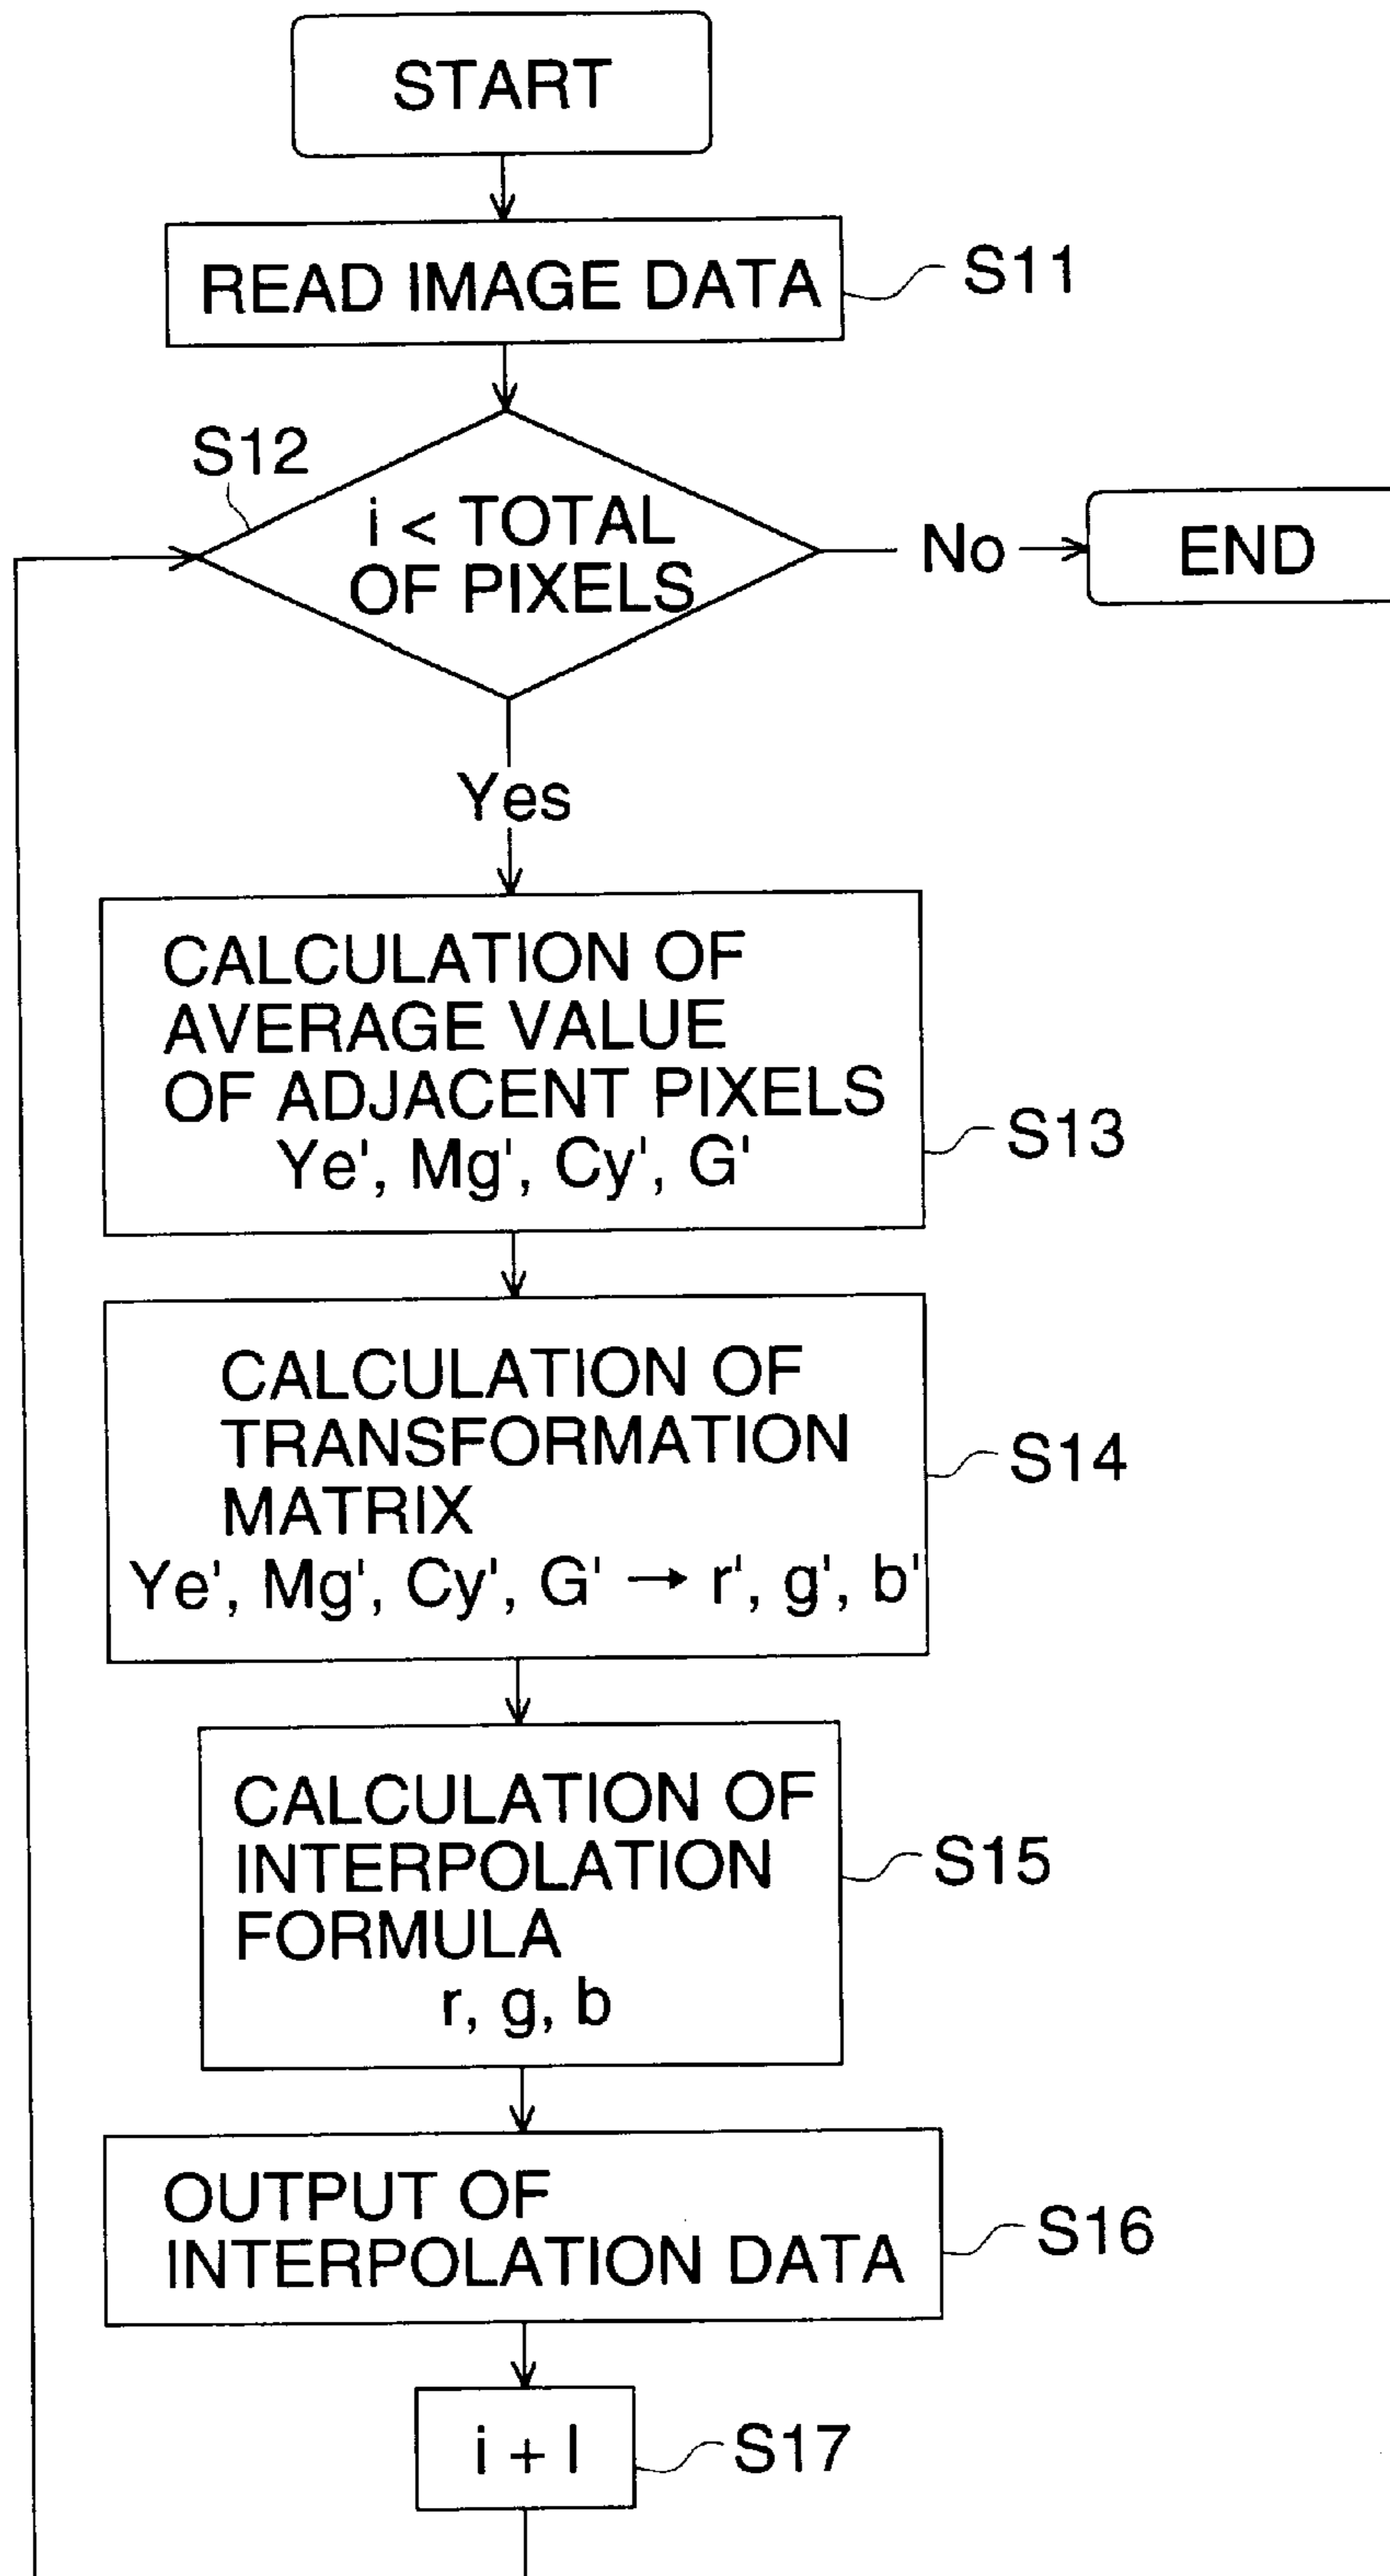 START
READ IMAGE DATA
S11
S12
i < TOTAL
OF PIXELS
No
END
Yes
CALCULATION OF
AVERAGE VALUE
OF ADJACENT PIXELS
Ye', Mg', Cy', G'
S13
CALCULATION OF
TRANSFORMATION
MATRIX
Ye', Mg', Cy', G' → r', g', b'
S14
CALCULATION OF
INTERPOLATION
FORMULA
r, g, b
S15
OUTPUT OF
INTERPOLATION DATA
S16
i + I
S17